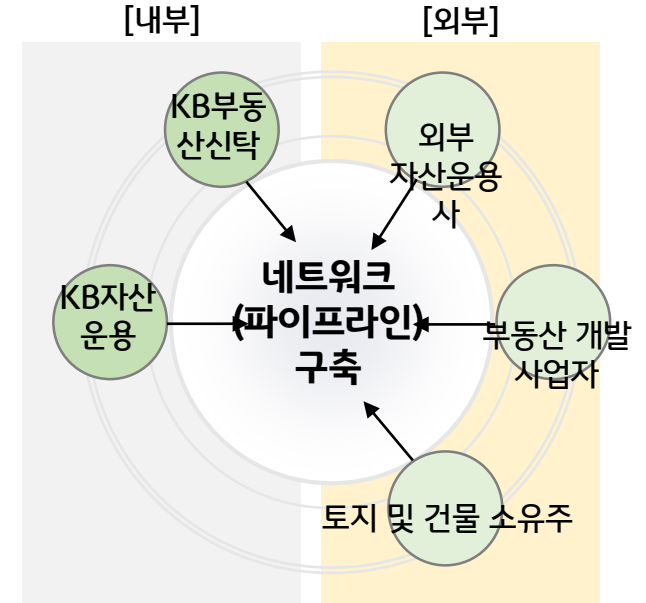 [내부]
[외부]
KB부동
산신탁
외부
자산운용
사
KB자산
운용
네트워크
(파이프라인)
구축
부동산 개발
사업자
토지 및 건물 소유주